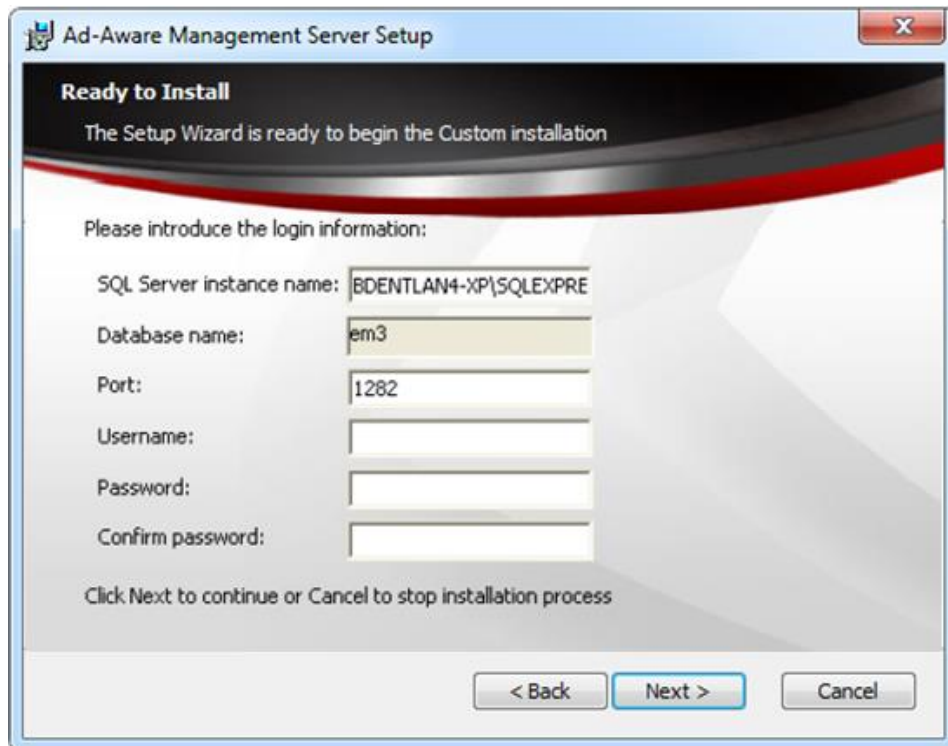 Ad-Aware Management Server Setup
Ready to Install
The Setup Wizard is ready to begin the Custom installation
Please introduce the login information:
SQL Server instance name: BDENTLAN4-XP\SQLEXPRE
Database name: em3
Port: 1282
Username:
Password:
Confirm password:
Click Next to continue or Cancel to stop installation process
< Back Next > Cancel